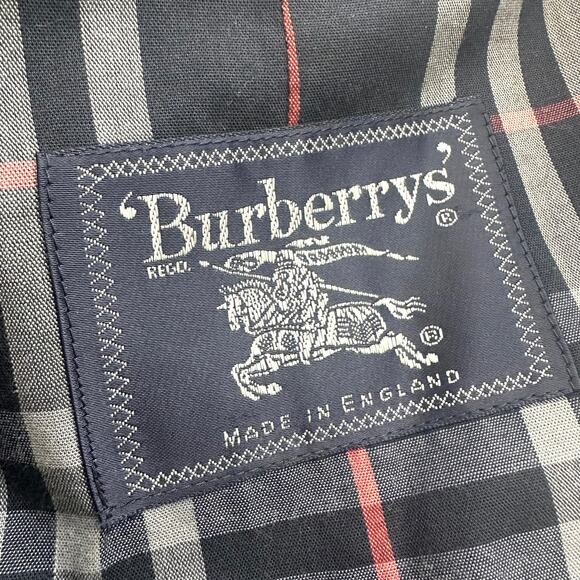 'Burberrys'®
REGD.
®
MADE IN ENGLAND